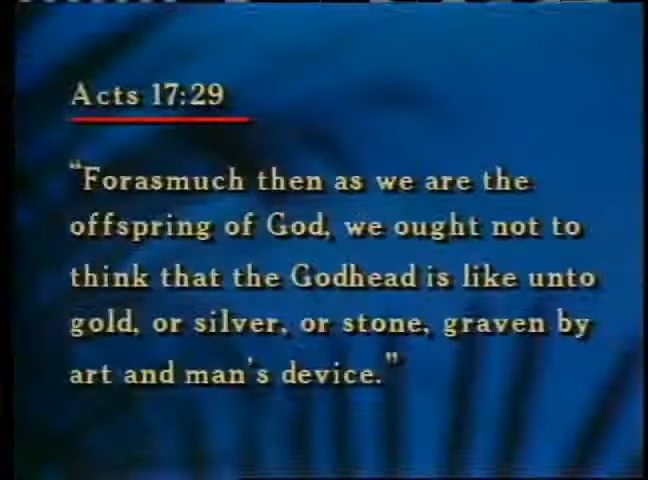 Acts 17:29
“Forasmuch then as we are the
offspring of God, we ought not to
think that the Godhead is like unto
gold, or silver, or stone, graven by
art and man's device.”